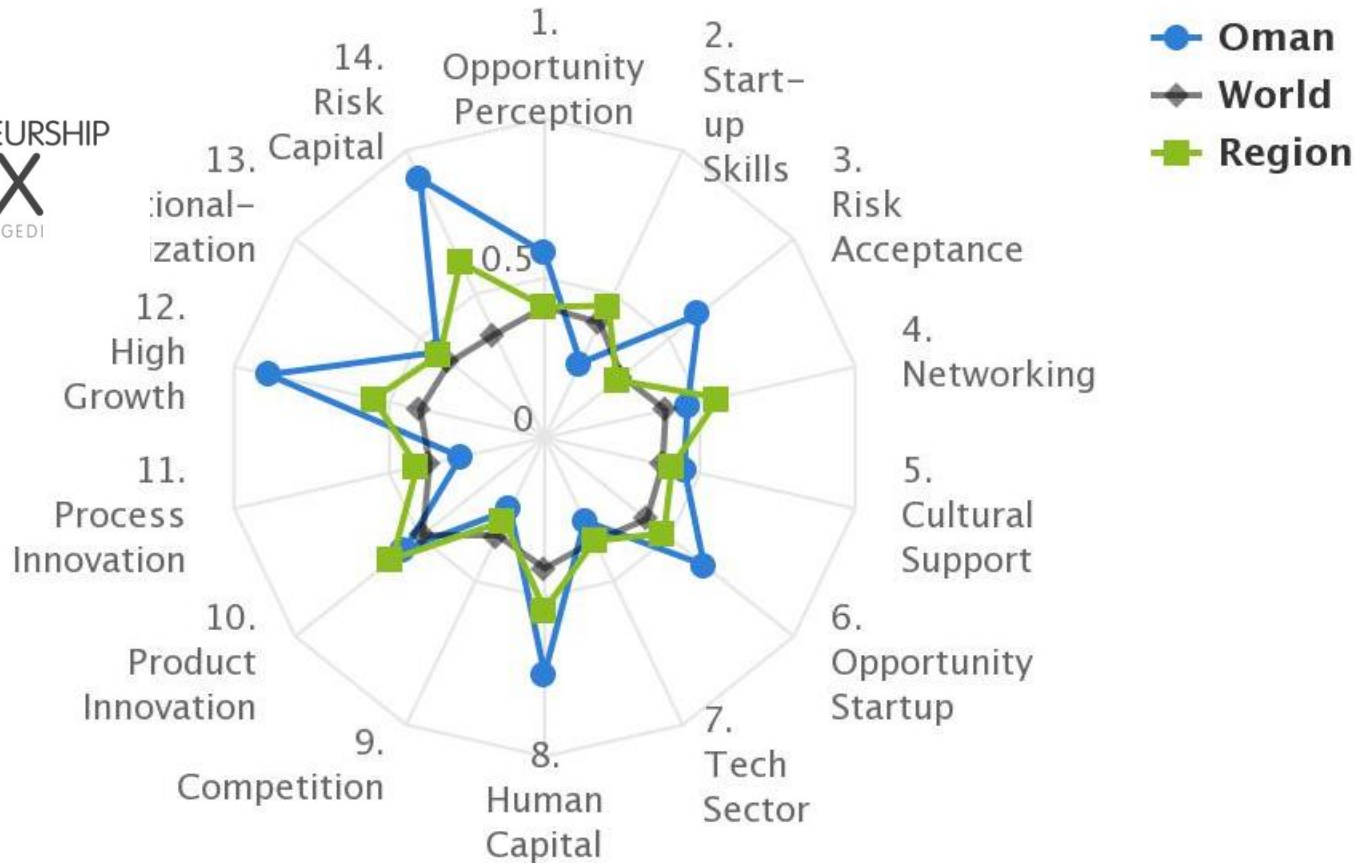 EURSHIP
X
GEDI
1.
Opportunity
Perception
2.
Start-
up
Skills
3.
Risk
Acceptance
4.
Networking
5.
Cultural
Support
6.
Opportunity
Startup
7.
Tech
Sector
8.
Human
Capital
9.
Competition
10.
Product
Innovation
11.
Process
Innovation
12.
High
Growth
13.
ional-
ization
14.
Risk
Capital
0.5
0
Oman
World
Region